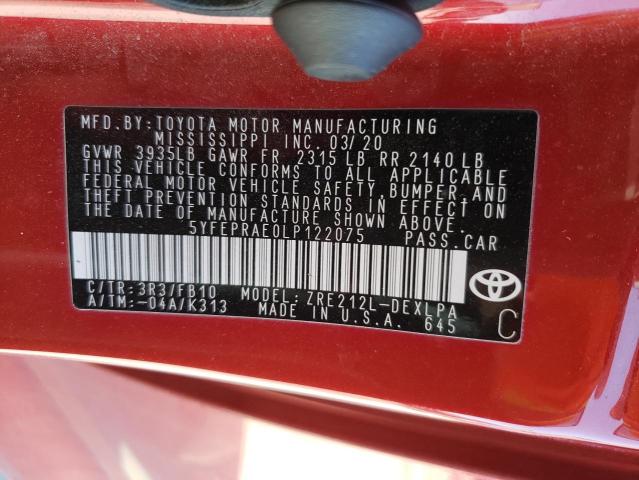 MFD. BY: TOYOTA MOTOR MANUFACTURING
MISSISSIPPI INC. 03/20
GVWR 3935LB GAWR FR 2315 LB RR 2140 LB
THIS VEHICLE CONFORMS TO ALL APPLICABLE
FEDERAL MOTOR VEHICLE SAFETY, BUMPER, AND
THEFT PREVENTION STANDARDS IN EFFECT ON
THE DATE OF MANUFACTURE SHOWN ABOVE.
5YFEPRAE0LP122075 PASS.CAR
C/TR: 3R3/FB10 MODEL: ZRE212L-DEXLPA
A/TM: -04A/K313 MADE IN U.S.A. 645
C